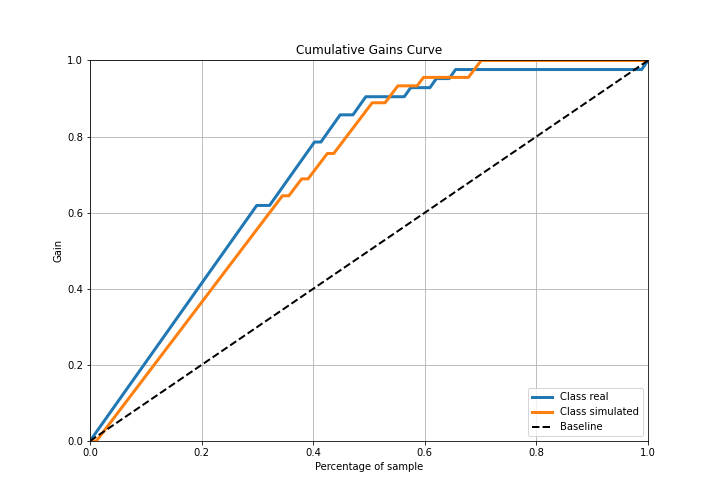 Cumulative Gains Curve
1.0
0.8
0.6
0.4
0.2
0.0
Gain
0.0 0.2 0.4 0.6 0.8 1.0
Percentage of sample
Class real
Class simulated
Baseline